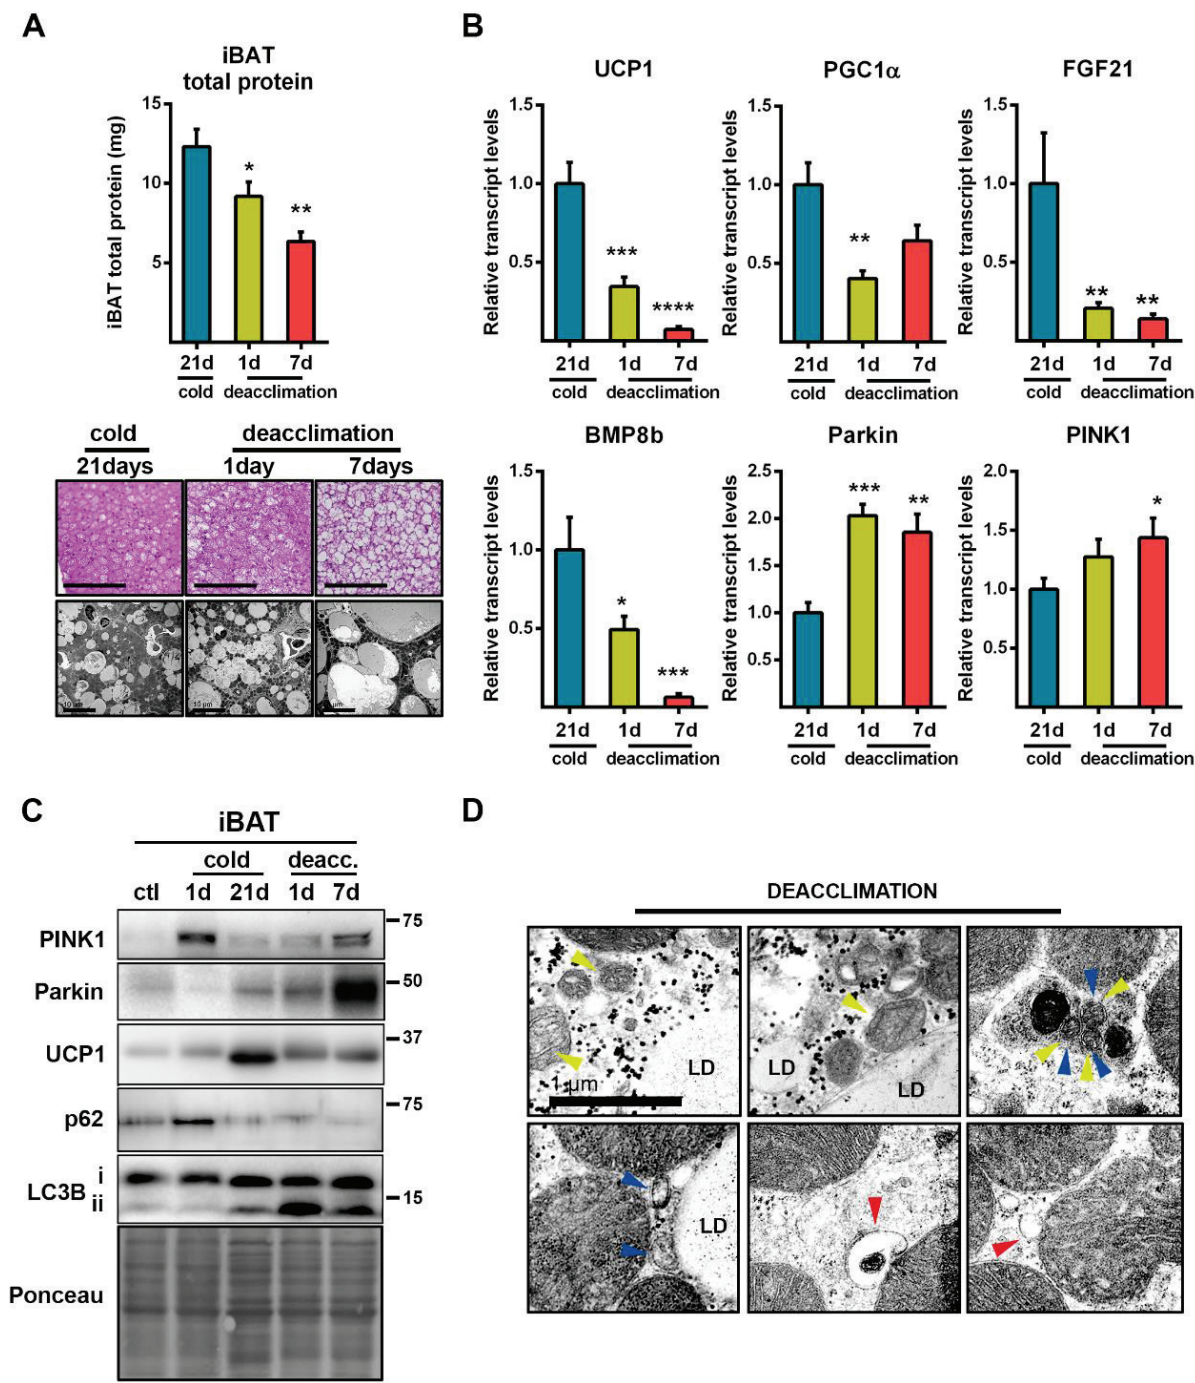 A
iBAT
total protein
iBAT total protein (mg)
15
10
5
*
**
21d 1d 7d
cold deacclimation
cold deacclimation
21days 1day 7days
10 µm 10 µm µm
B
UCP1
Relative transcript levels
1.5
1.0
0.5
***
****
21d 1d 7d
cold deacclimation
PGC1α
Relative transcript levels
1.5
1.0
0.5
**
21d 1d 7d
cold deacclimation
FGF21
Relative transcript levels
1.5
1.0
0.5
** **
21d 1d 7d
cold deacclimation
BMP8b
Relative transcript levels
1.5
1.0
0.5
*
***
21d 1d 7d
cold deacclimation
Parkin
Relative transcript levels
2.5
2.0
1.5
1.0
0.5
*** **
21d 1d 7d
cold deacclimation
PINK1
Relative transcript levels
2.0
1.5
1.0
0.5
*
21d 1d 7d
cold deacclimation
C
iBAT
cold deacc.
ctl 1d 21d 1d 7d
PINK1 75
Parkin 50
UCP1 37
p62 75
LC3B i ii 15
Ponceau
D
DEACCLIMATION
LD
1 µm
LD LD
LD